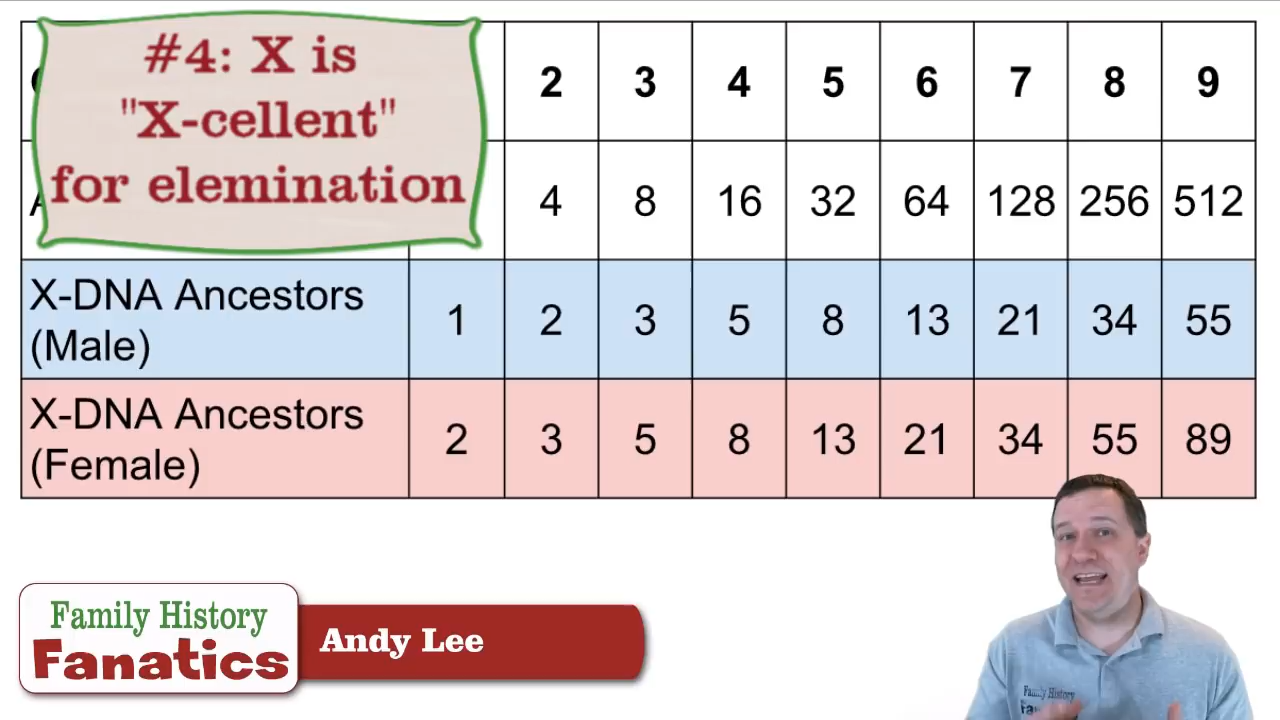 #4: X is
"X-cellent"
for elemination
2 3 4 5 6 7 8 9
4 8 16 32 64 128 256 512
X-DNA Ancestors
(Male)
1 2 3 5 8 13 21 34 55
X-DNA Ancestors
(Female)
2 3 5 8 13 21 34 55 89
Family History
Fanatics
Andy Lee
Family History